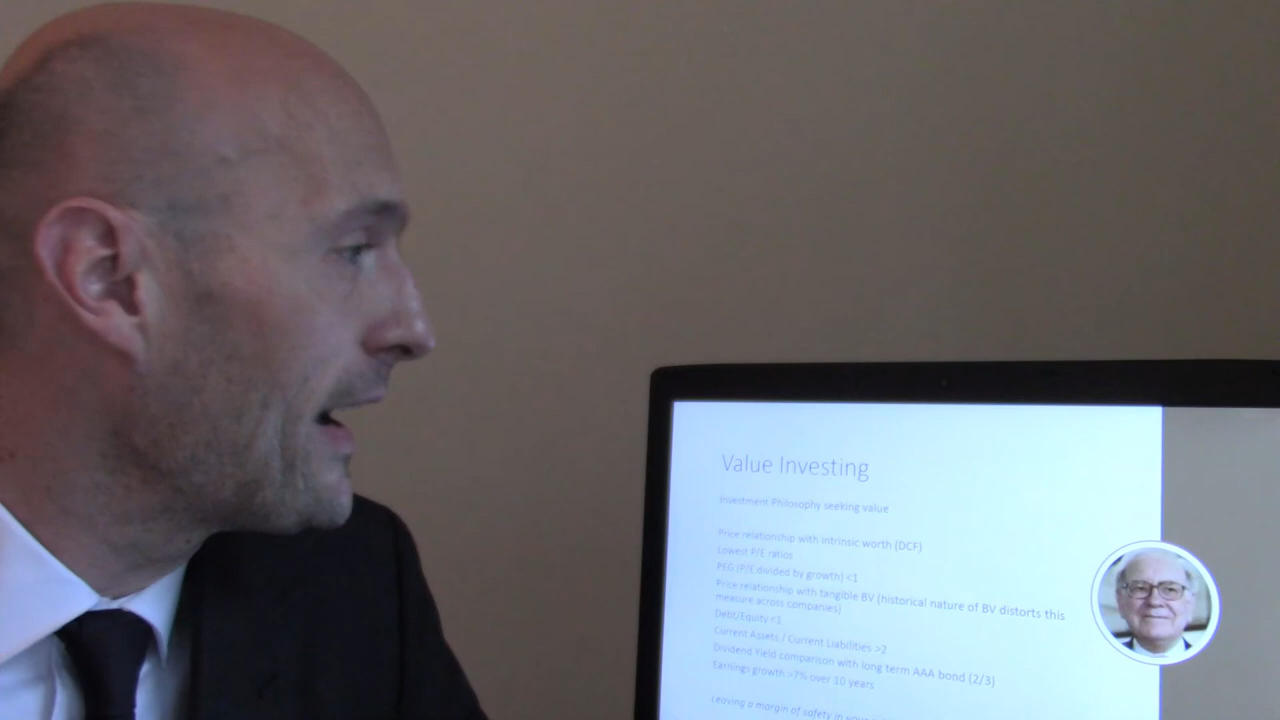 Value Investing
Investment Philosophy seeking value
Price relationship with intrinsic worth (DCF)
Lowest P/E ratios
PEG (P/E divided by growth) <1
Price relationship with tangible BV (historical nature of BV distorts this
measure across companies)
Debt/Equity <1
Current Assets / Current Liabilities >2
Dividend Yield comparison with long term AAA bond (2/3)
Earnings growth >7% over 10 years
Leaving a margin of safety in your